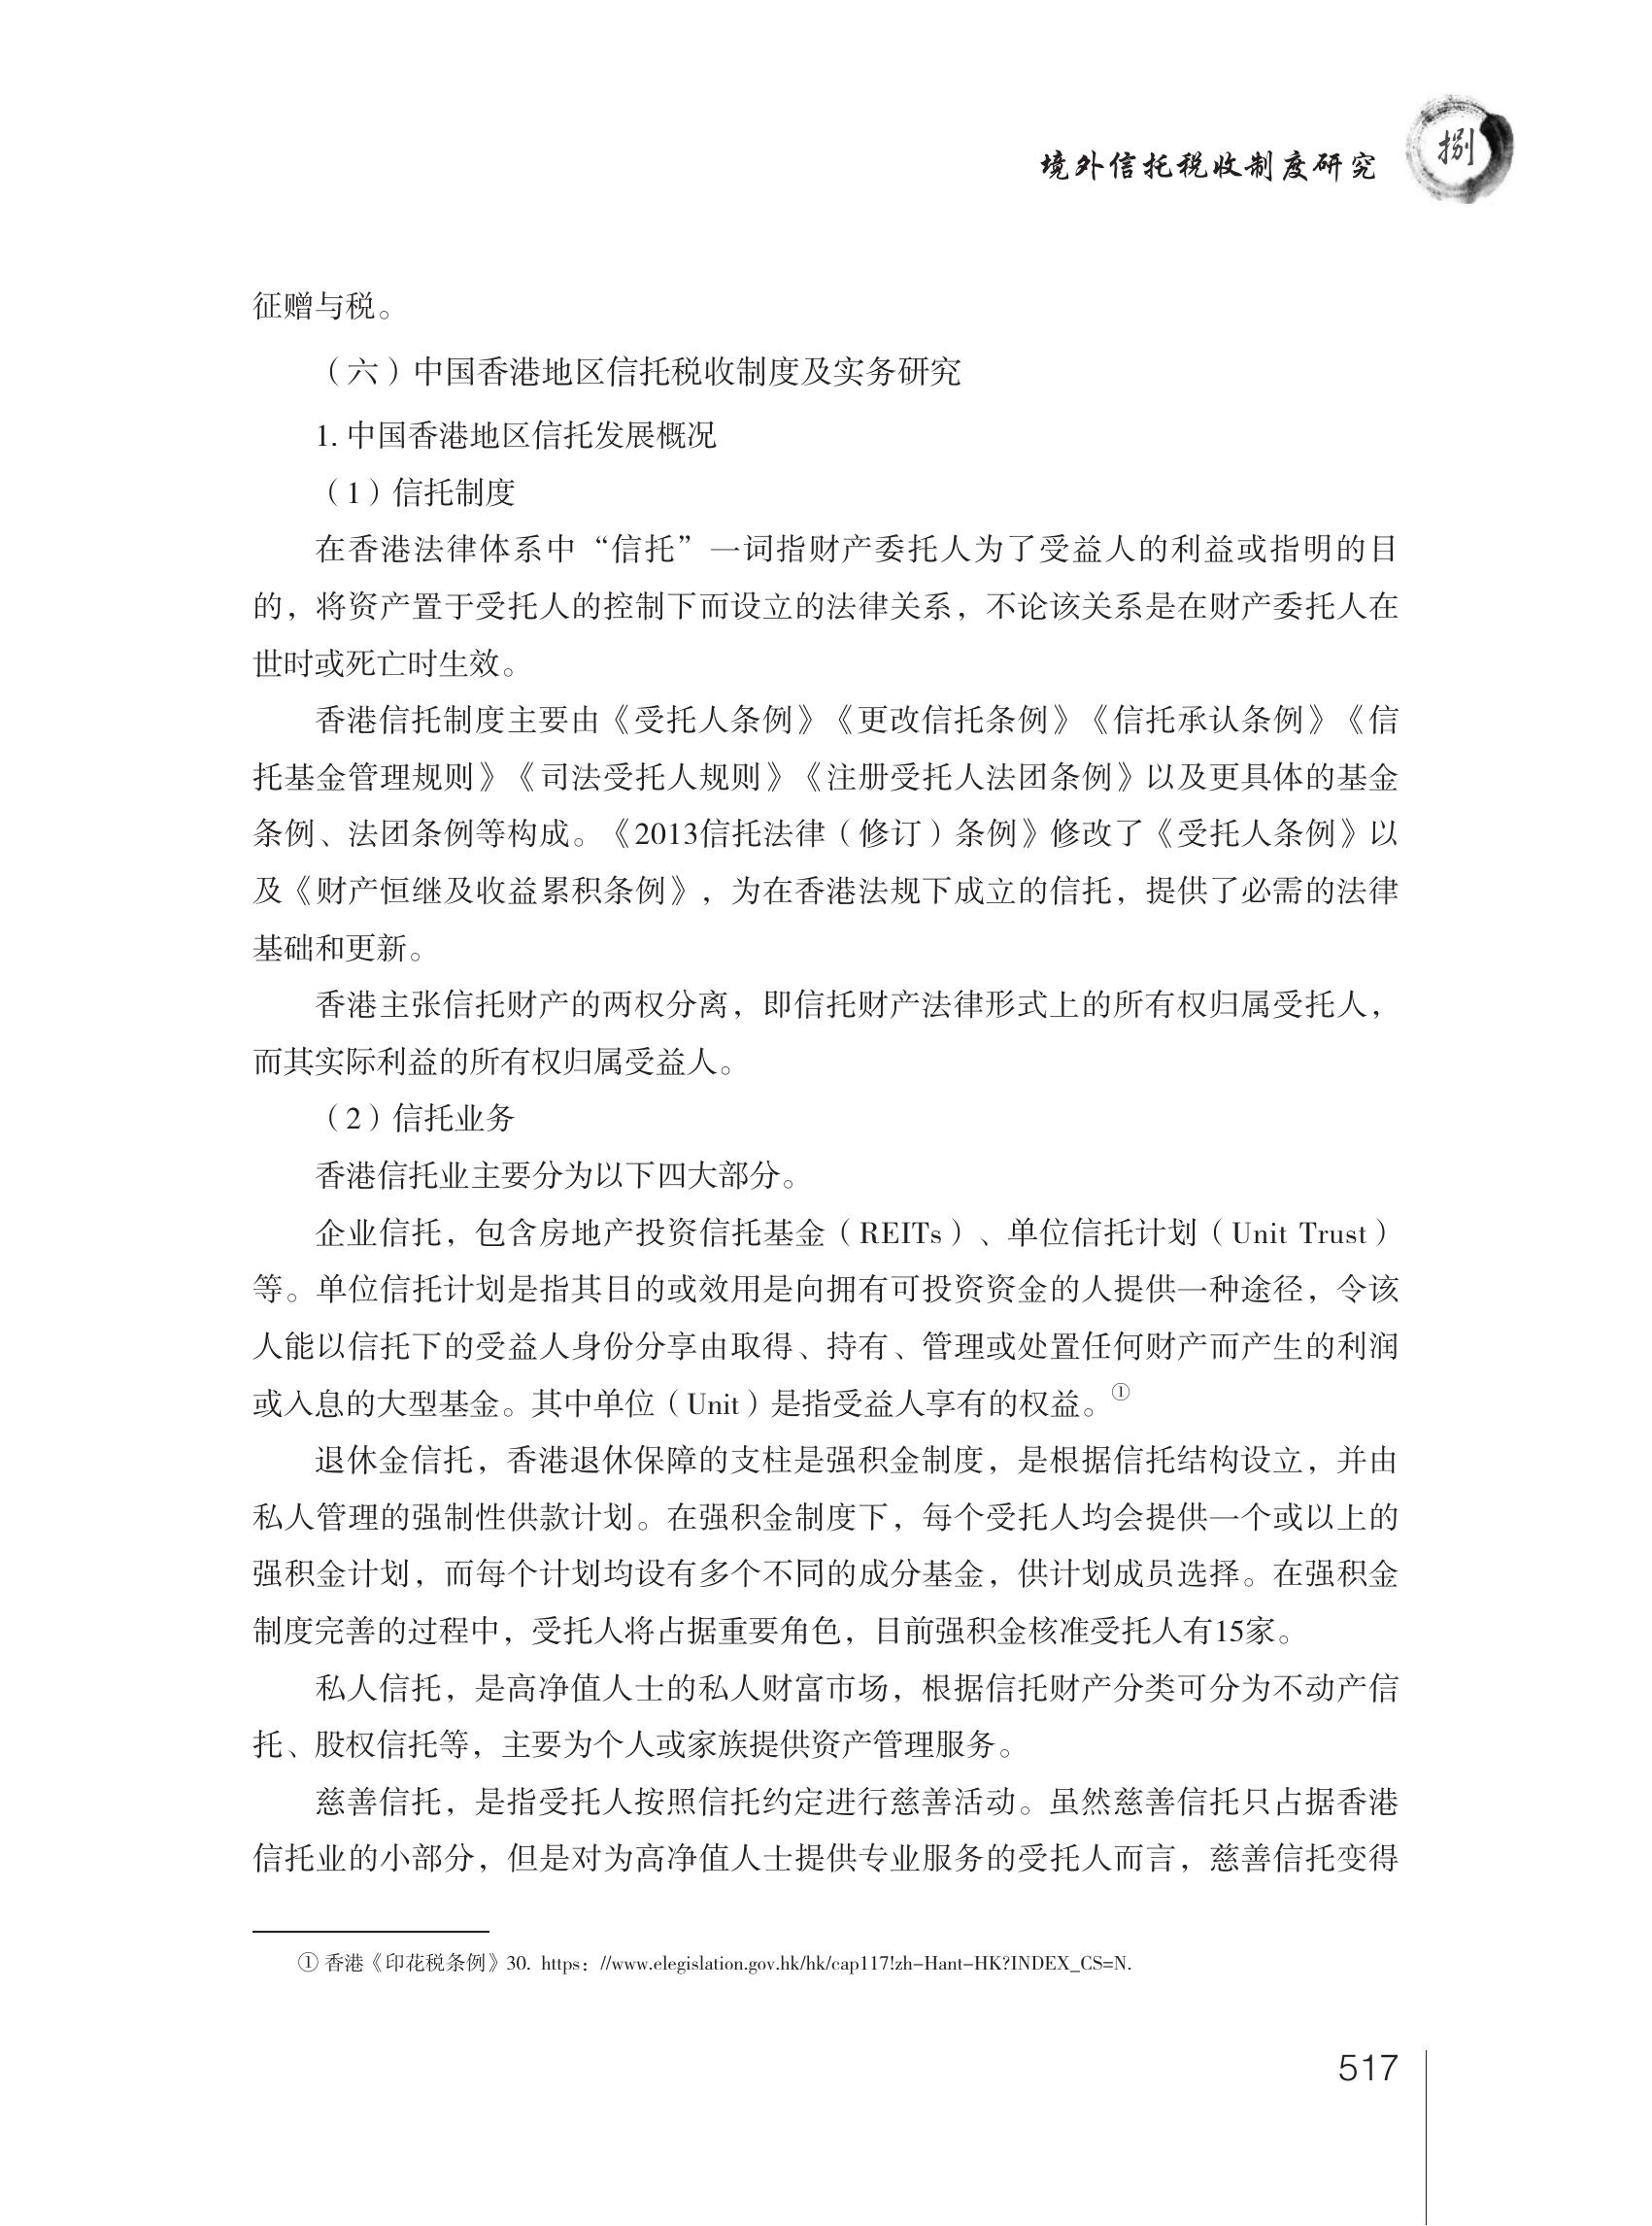 境外信托税收制度研究
捌
征赠与税。
（六）中国香港地区信托税收制度及实务研究
1. 中国香港地区信托发展概况
（1）信托制度
在香港法律体系中“信托”一词指财产委托人为了受益人的利益或指明的目
的，将资产置于受托人的控制下而设立的法律关系，不论该关系是在财产委托人在
世时或死亡时生效。
香港信托制度主要由《受托人条例》《更改信托条例》《信托承认条例》《信
托基金管理规则》《司法受托人规则》《注册受托人法团条例》以及更具体的基金
条例、法团条例等构成。《2013信托法律（修订）条例》修改了《受托人条例》以
及《财产恒继及收益累积条例》，为在香港法规下成立的信托，提供了必需的法律
基础和更新。
香港主张信托财产的两权分离，即信托财产法律形式上的所有权归属受托人，
而其实际利益的所有权归属受益人。
（2）信托业务
香港信托业主要分为以下四大部分。
企业信托，包含房地产投资信托基金（REITs）、单位信托计划（Unit Trust）
等。单位信托计划是指其目的或效用是向拥有可投资资金的人提供一种途径，令该
人能以信托下的受益人身份分享由取得、持有、管理或处置任何财产而产生的利润
或入息的大型基金。其中单位（Unit）是指受益人享有的权益。①
退休金信托，香港退休保障的支柱是强积金制度，是根据信托结构设立，并由
私人管理的强制性供款计划。在强积金制度下，每个受托人均会提供一个或以上的
强积金计划，而每个计划均设有多个不同的成分基金，供计划成员选择。在强积金
制度完善的过程中，受托人将占据重要角色，目前强积金核准受托人有15家。
私人信托，是高净值人士的私人财富市场，根据信托财产分类可分为不动产信
托、股权信托等，主要为个人或家族提供资产管理服务。
慈善信托，是指受托人按照信托约定进行慈善活动。虽然慈善信托只占据香港
信托业的小部分，但是对为高净值人士提供专业服务的受托人而言，慈善信托变得
① 香港《印花税条例》30. https：//www.elegislation.gov.hk/hk/cap117!zh-Hant-HK?INDEX_CS=N.
517